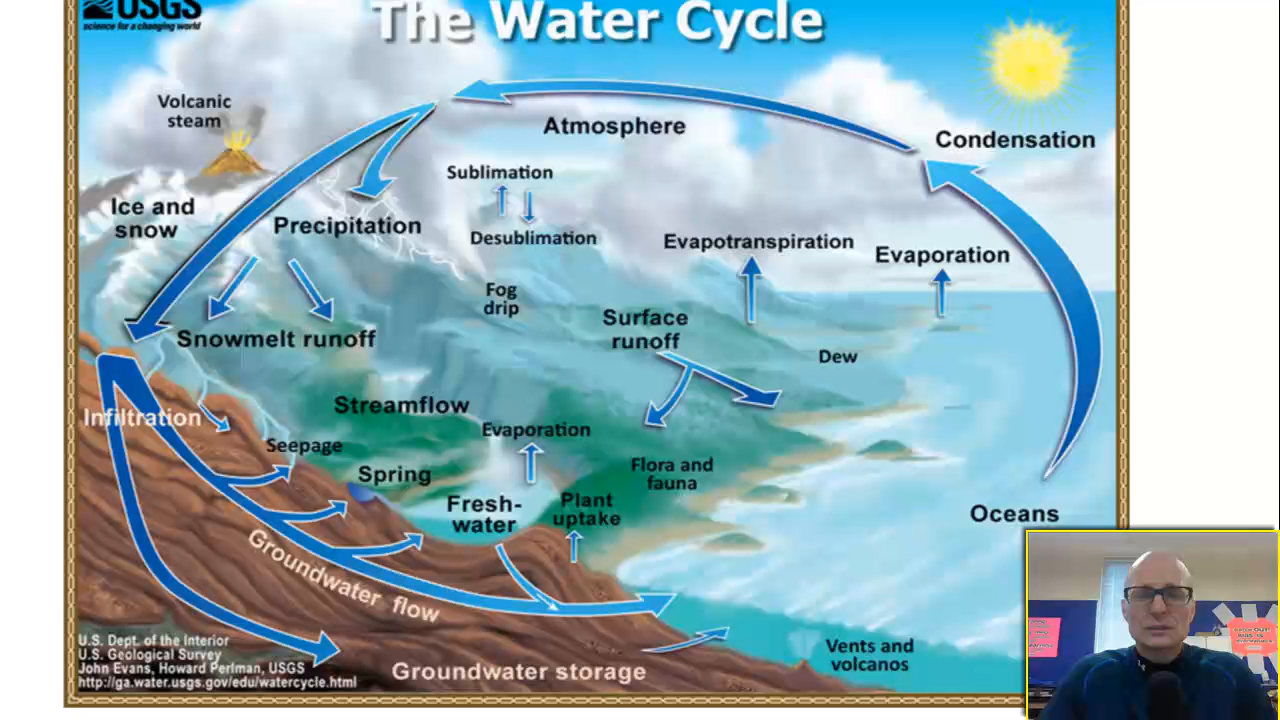 USGS
science for a changing world
The Water Cycle
Volcanic
steam
Atmosphere
Condensation
Sublimation
Ice and
snow
Precipitation
Desublimation
Evapotranspiration
Evaporation
Fog
drip
Surface
runoff
Snowmelt runoff
Dew
Streamflow
Infiltration
Evaporation
Seepage
Spring
Flora and
fauna
Fresh-
water
Plant
uptake
Oceans
Groundwater flow
U.S. Dept. of the Interior
U.S. Geological Survey
John Evans, Howard Perlman, USGS
http://ga.water.usgs.gov/edu/watercycle.html
Groundwater storage
Vents and
volcanos